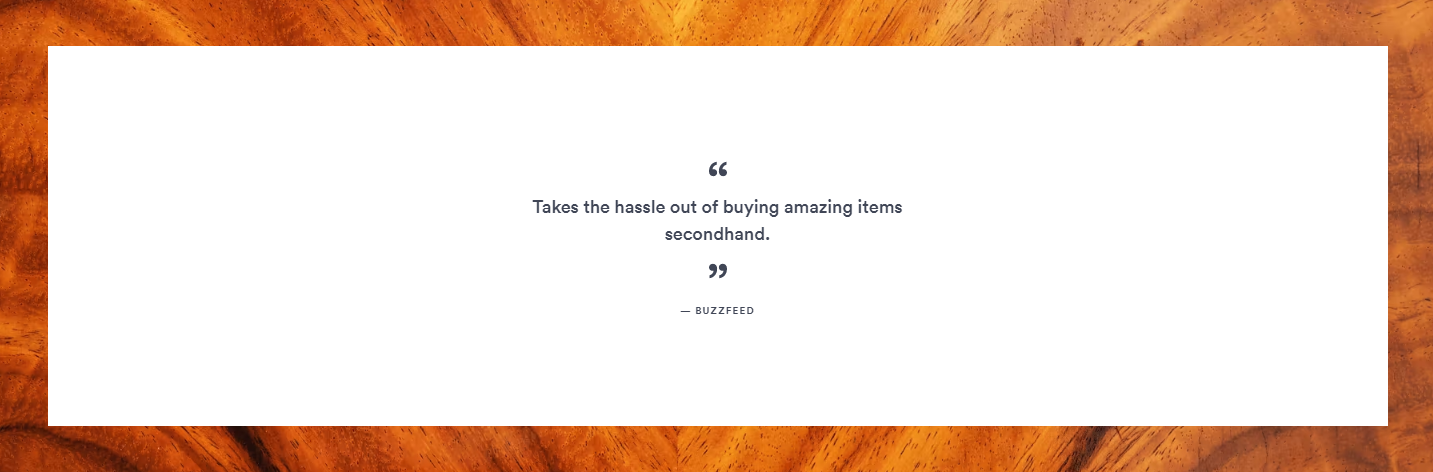 “
Takes the hassle out of buying amazing items
secondhand.
”
— BUZZFEED